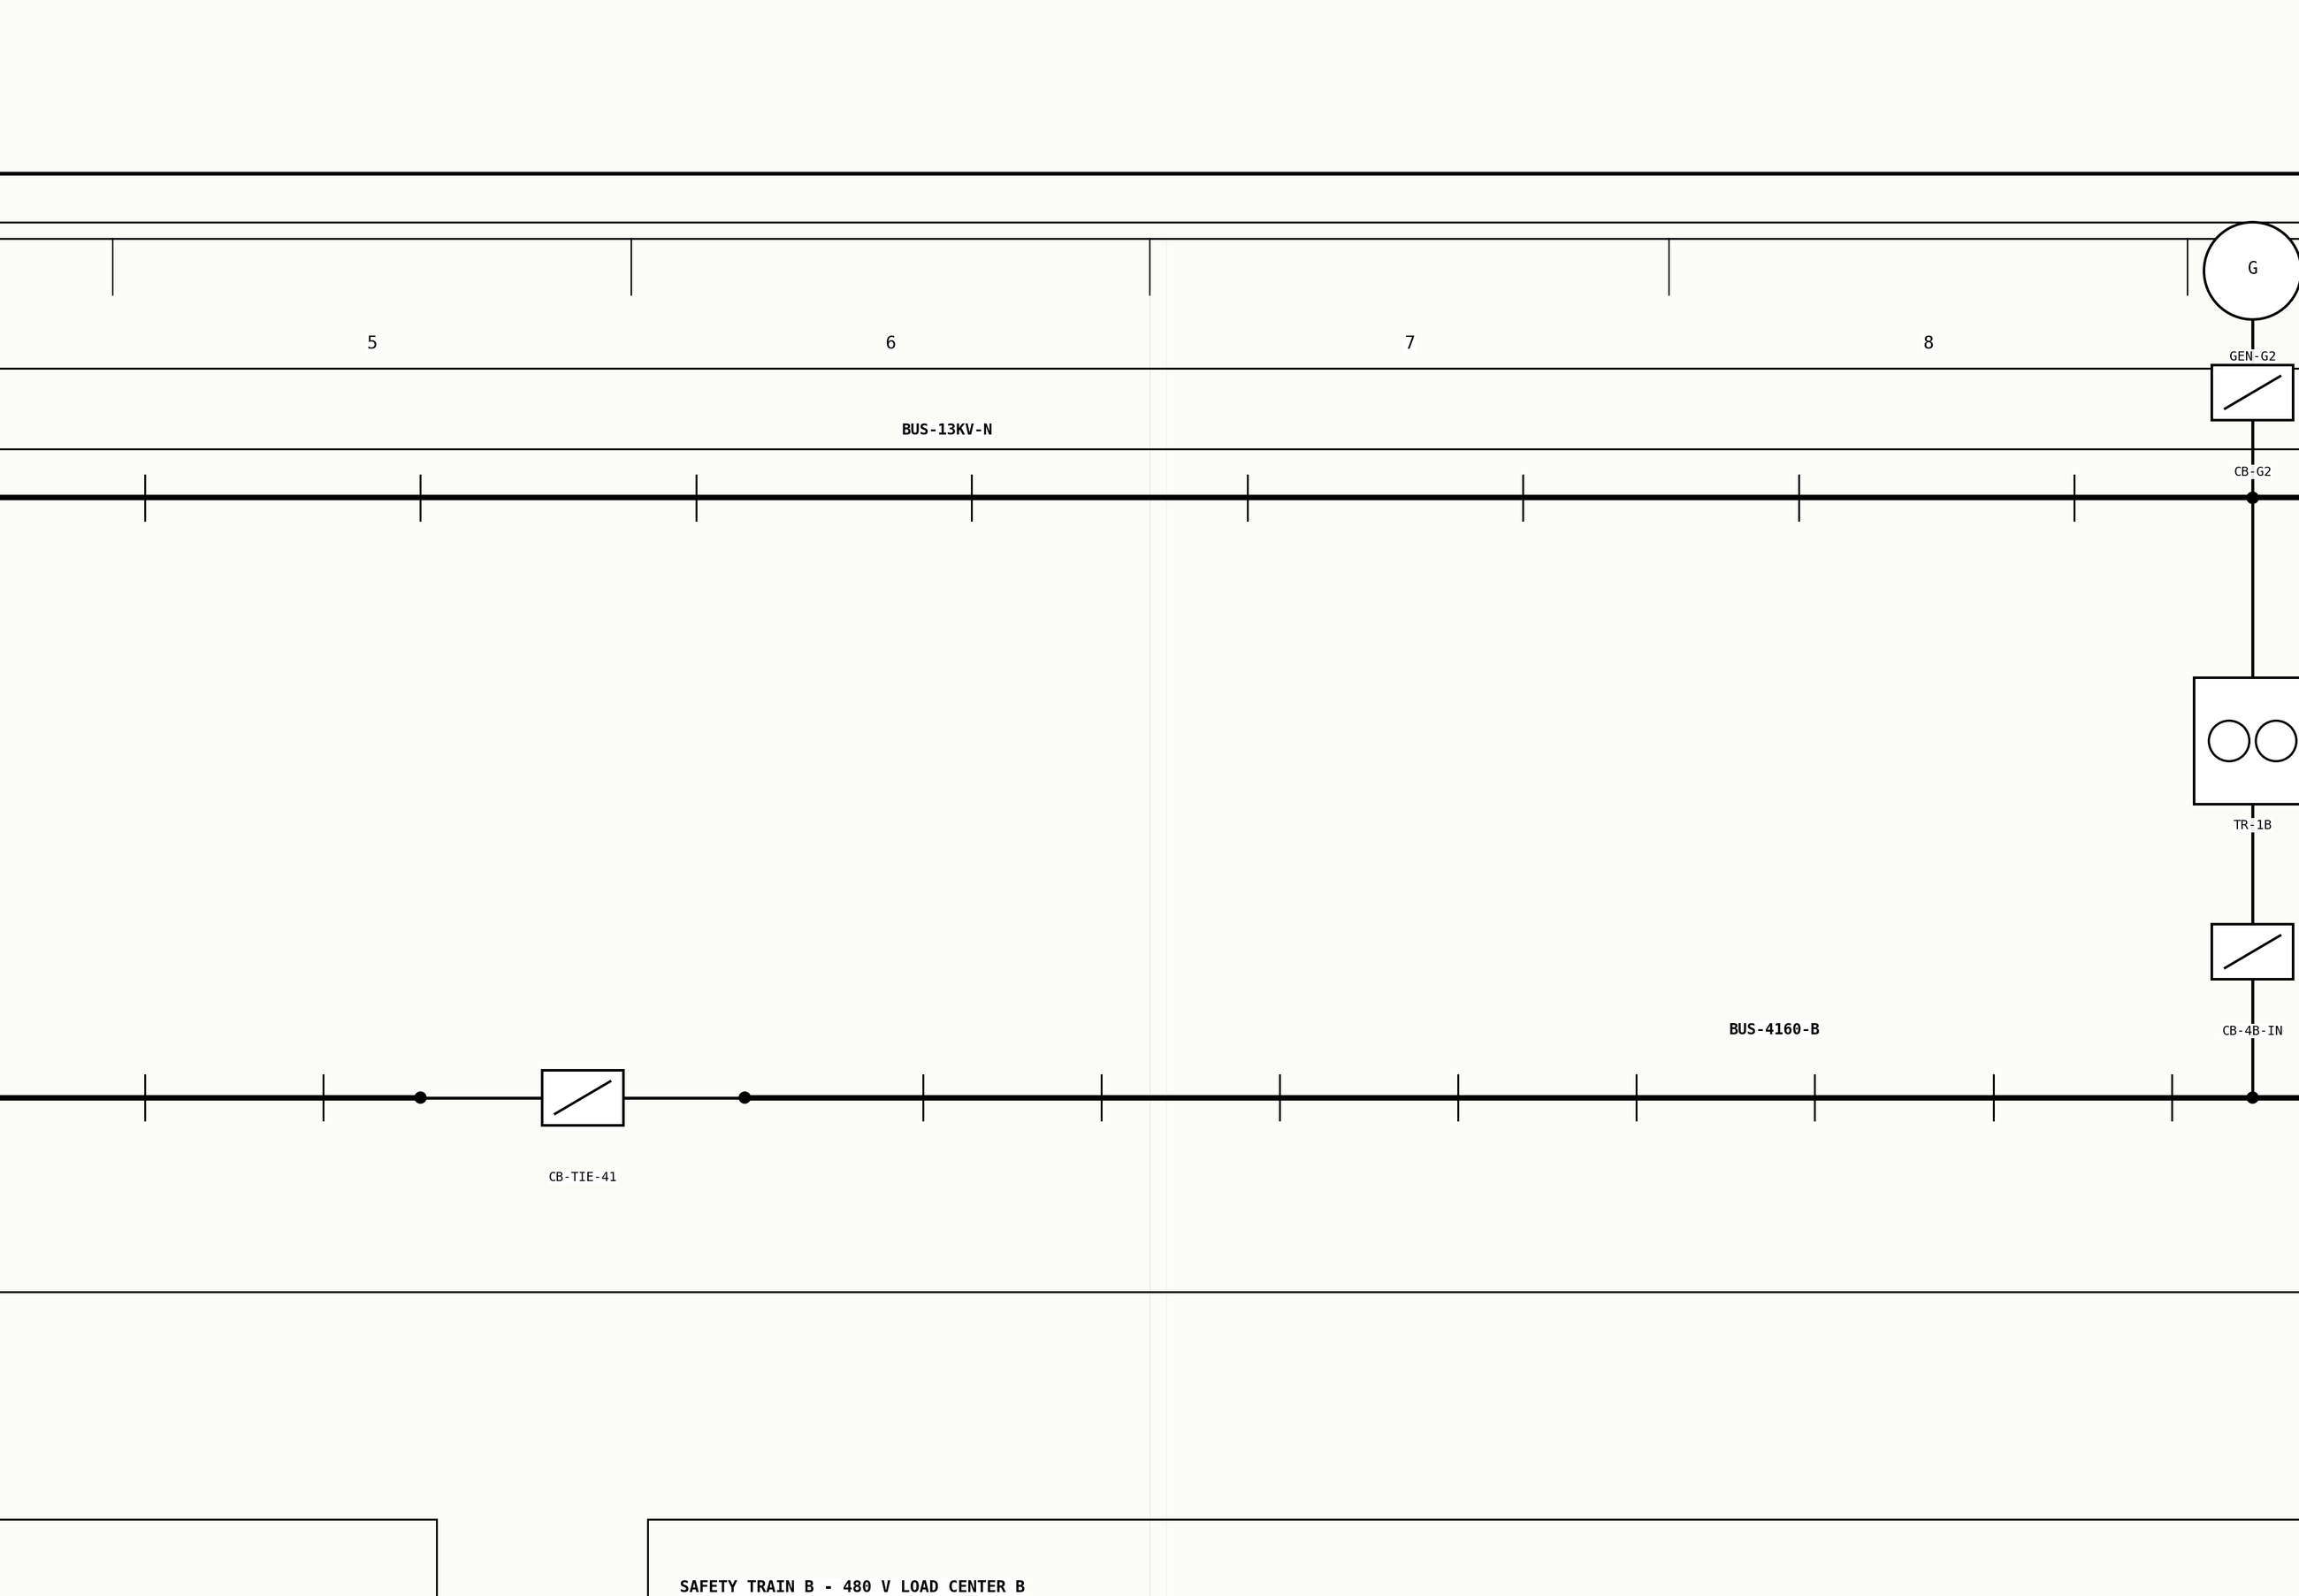 G
5
6
7
8
GEN-G2
BUS-13KV-N
CB-G2
TR-1B
BUS-4160-B
CB-4B-IN
CB-TIE-41
SAFETY TRAIN B - 480 V LOAD CENTER B